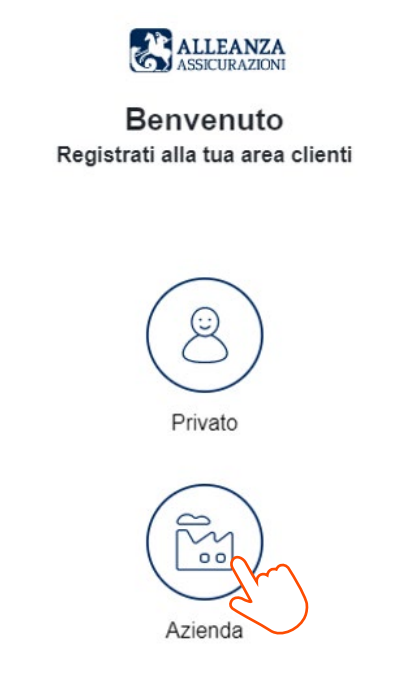 ALLEANZA
ASSICURAZIONI
Benvenuto
Registrati alla tua area clienti
Privato
Azienda